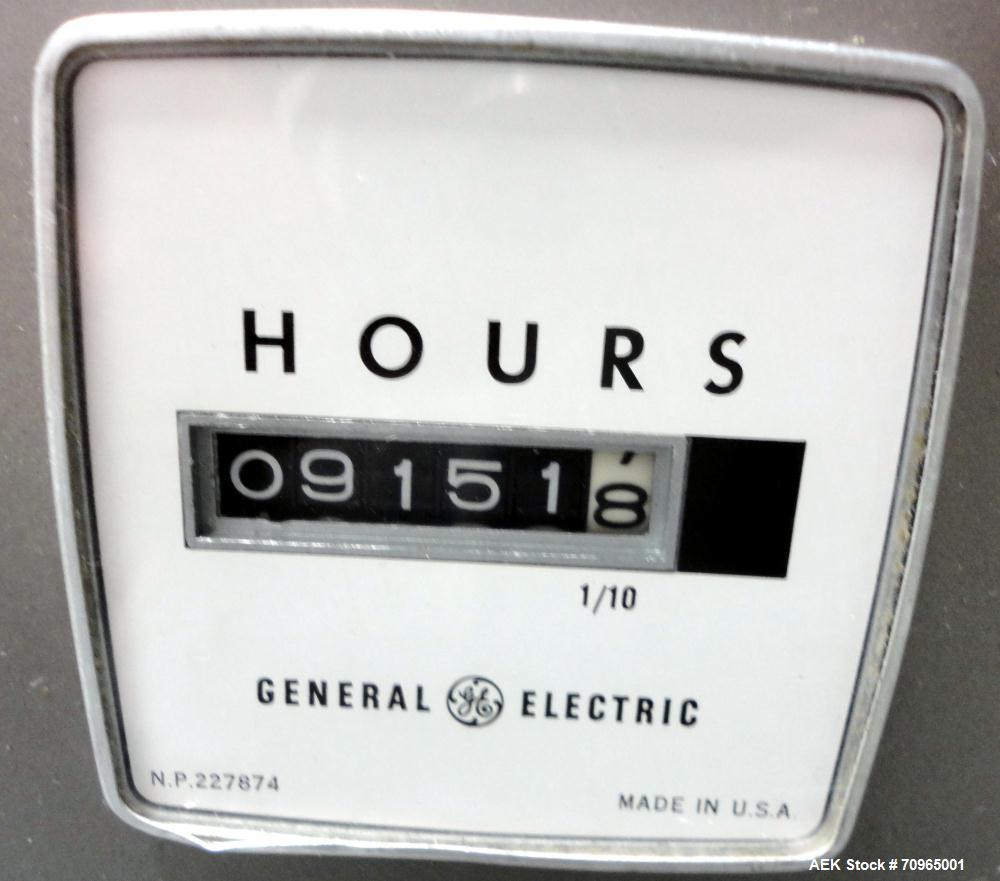 HOURS
091518
1/10
GENERAL GE ELECTRIC
N.P.227874
MADE IN U.S.A.
AEK Stock # 70965001